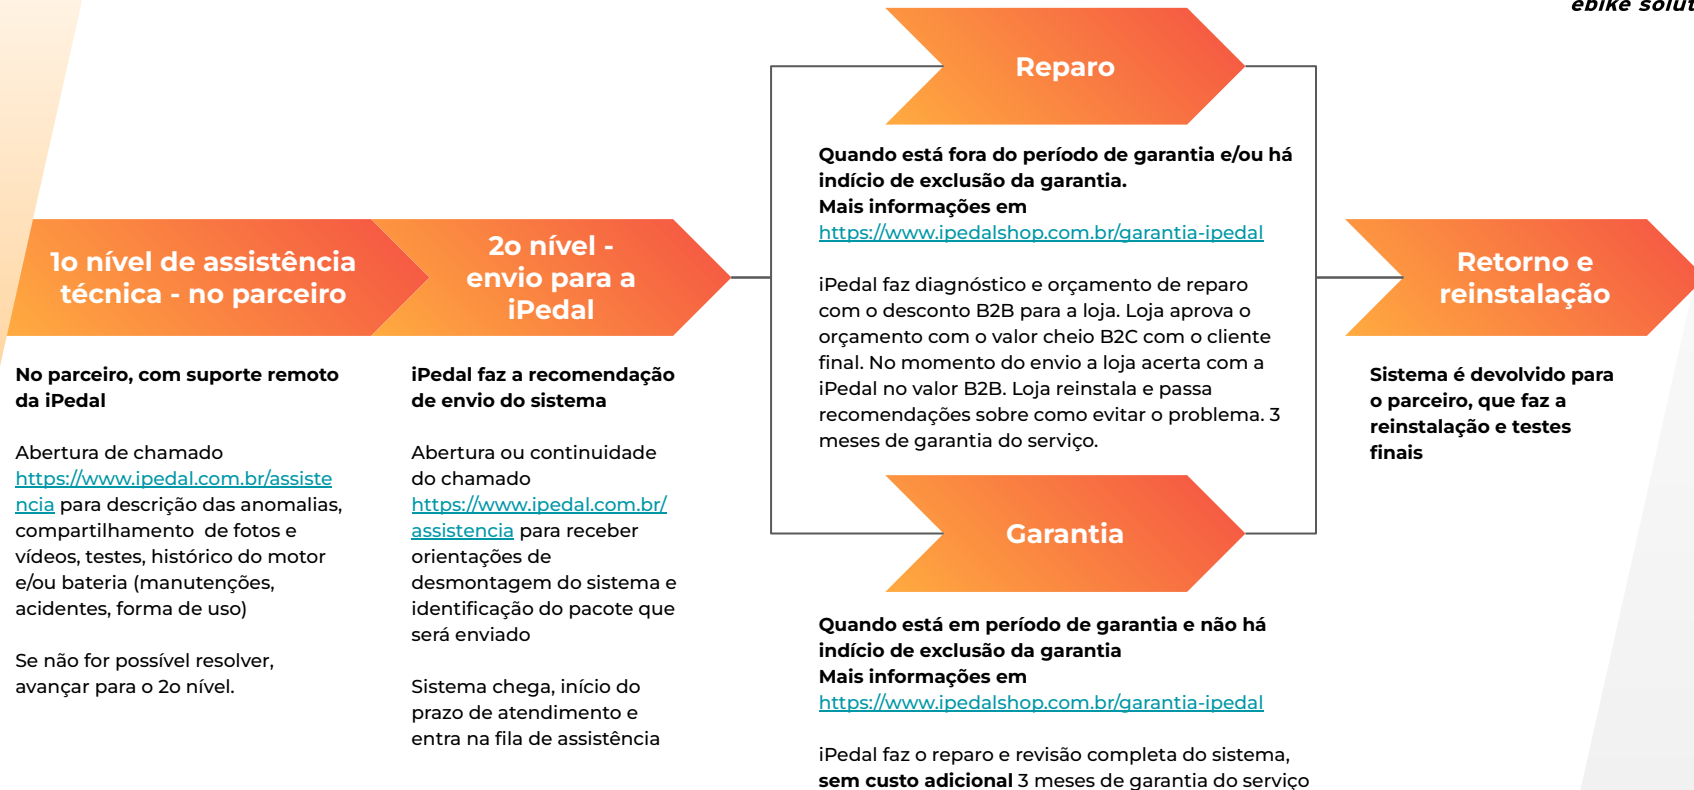 ebike solut
Reparo
Quando está fora do período de garantia e/ou há
indício de exclusão da garantia.
Mais informações em
https://www.ipedalshop.com.br/garantia-ipedal
iPedal faz diagnóstico e orçamento de reparo
com o desconto B2B para a loja. Loja aprova o
orçamento com o valor cheio B2C com o cliente
final. No momento do envio a loja acerta com a
iPedal no valor B2B. Loja reinstala e passa
recomendações sobre como evitar o problema. 3
meses de garantia do serviço.
1o nível de assistência
técnica - no parceiro
No parceiro, com suporte remoto
da iPedal
Abertura de chamado
https://www.ipedal.com.br/assiste
ncia para descrição das anomalias,
compartilhamento  de fotos e
vídeos, testes, histórico do motor
e/ou bateria (manutenções,
acidentes, forma de uso)
Se não for possível resolver,
avançar para o 2o nível.
2o nível -
envio para a
iPedal
iPedal faz a recomendação
de envio do sistema
Abertura ou continuidade
do chamado
https://www.ipedal.com.br/
assistencia para receber
orientações de
desmontagem do sistema e
identificação do pacote que
será enviado
Sistema chega, início do
prazo de atendimento e
entra na fila de assistência
Garantia
Quando está em período de garantia e não há
indício de exclusão da garantia
Mais informações em
https://www.ipedalshop.com.br/garantia-ipedal
iPedal faz o reparo e revisão completa do sistema,
sem custo adicional 3 meses de garantia do serviço
Retorno e
reinstalação
Sistema é devolvido para
o parceiro, que faz a
reinstalação e testes
finais